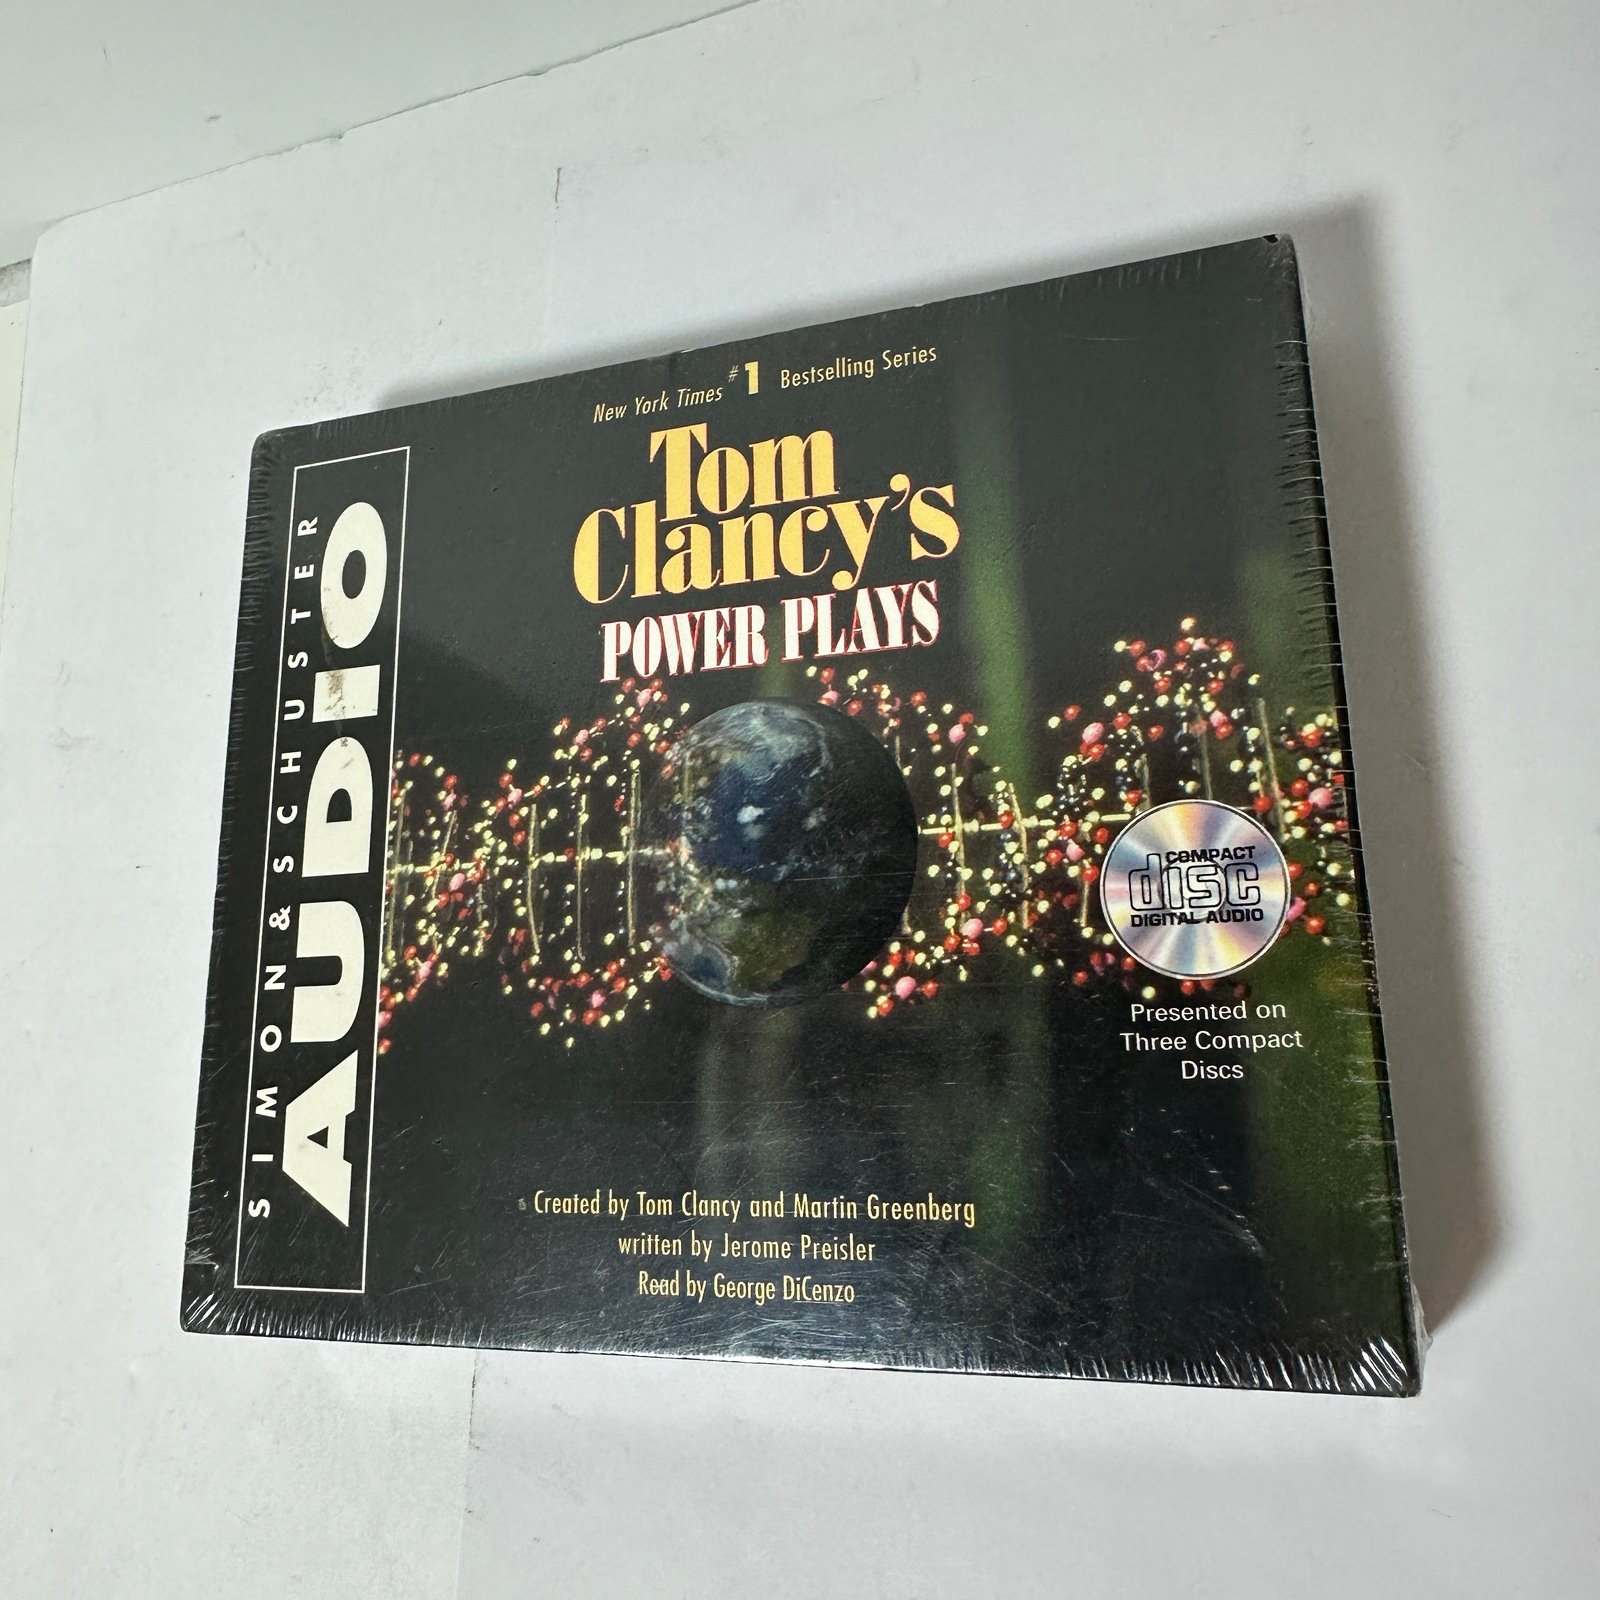 New York Times #1 Bestselling Series
Tom
Clancy's
POWER PLAYS
SIMON & SCHUSTER
AUDIO
COMPACT
disc
DIGITAL AUDIO
Presented on
Three Compact
Discs
Created by Tom Clancy and Martin Greenberg
written by Jerome Preisler
Read by George DiCenzo